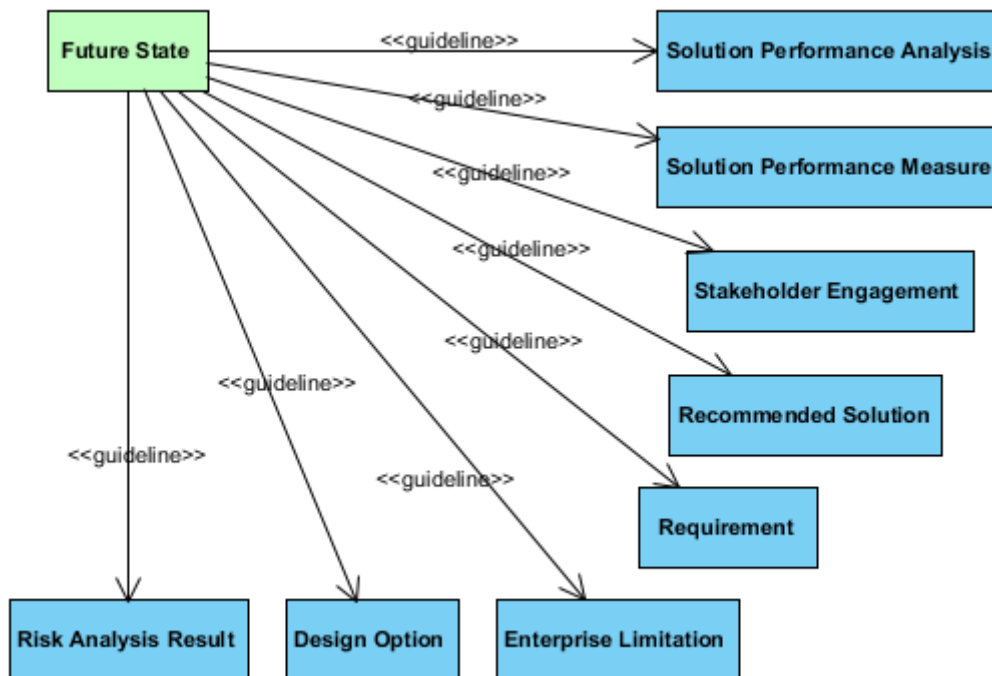 Future State
<<guideline>>
Solution Performance Analysis
<<guideline>>
Solution Performance Measure
<<guideline>>
Stakeholder Engagement
<<guideline>>
Recommended Solution
<<guideline>>
Requirement
<<guideline>>
<<guideline>>
<<guideline>>
Risk Analysis Result
Design Option
Enterprise Limitation